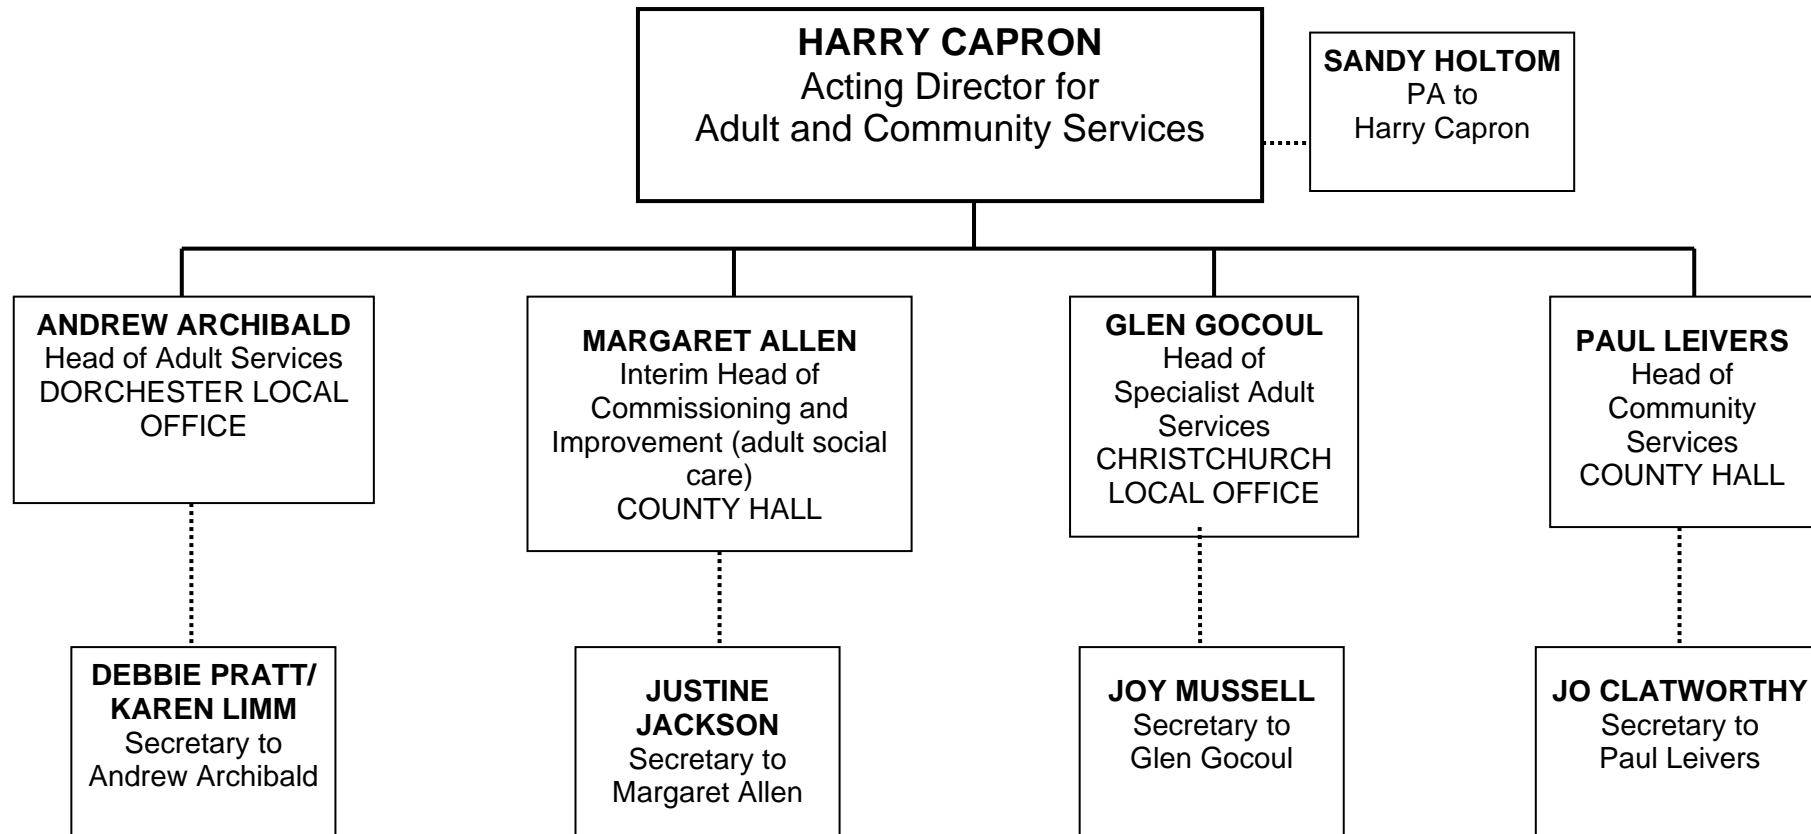 HARRY CAPRON
Acting Director for
Adult and Community Services
SANDY HOLTOM
PA to
Harry Capron
ANDREW ARCHIBALD
Head of Adult Services
DORCHESTER LOCAL
OFFICE
MARGARET ALLEN
Interim Head of
Commissioning and
Improvement (adult social
care)
COUNTY HALL
GLEN GOCOUL
Head of
Specialist Adult
Services
CHRISTCHURCH
LOCAL OFFICE
PAUL LEIVERS
Head of
Community
Services
COUNTY HALL
DEBBIE PRATT/
KAREN LIMM
Secretary to
Andrew Archibald
JUSTINE
JACKSON
Secretary to
Margaret Allen
JOY MUSSELL
Secretary to
Glen Gocoul
JO CLATWORTHY
Secretary to
Paul Leivers